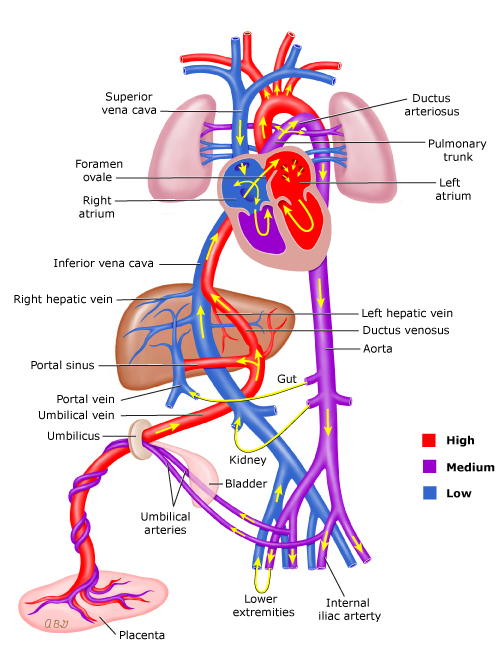 Superior
vena cava
Ductus
arteriosus
Pulmonary
trunk
Foramen
ovale
Left
atrium
Right
atrium
Inferior vena cava
Right hepatic vein
Left hepatic vein
Ductus venosus
Aorta
Portal sinus
Gut
Portal vein
Umbilical vein
Umbilicus
High
Kidney
Medium
Bladder
Low
Umbilical
arteries
Lower
extremities
Internal
iliac arterty
Placenta